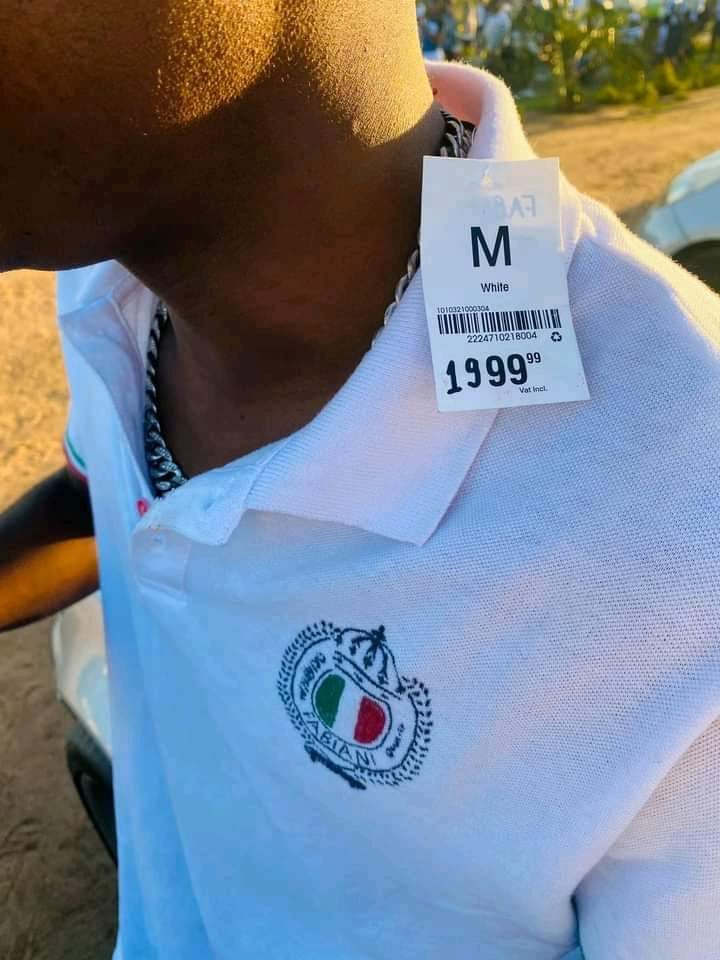 M
White
1010321000304
2224710218004
1999 99
Vat Incl.
FABIANI